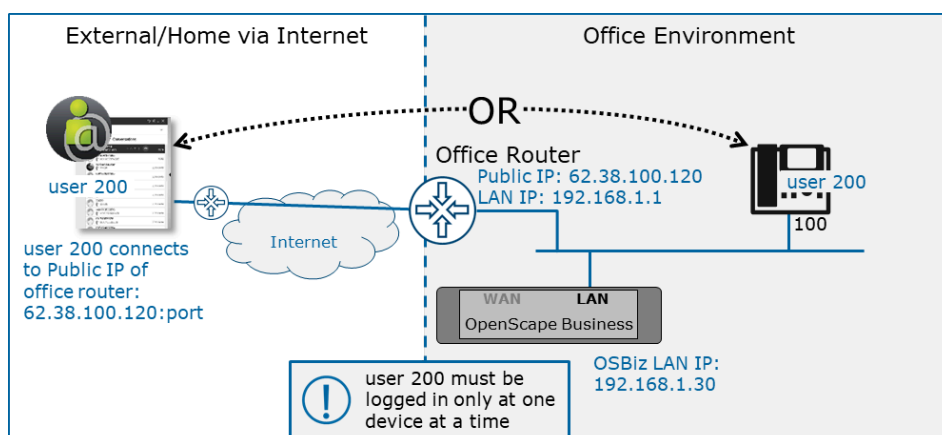 External/Home via Internet
Office Environment
OR
@
user 200
Office Router
Public IP: 62.38.100.120
LAN IP: 192.168.1.1
user 200
100
Internet
user 200 connects
to Public IP of
office router:
62.38.100.120:port
WAN LAN
OpenScape Business
OSBiz LAN IP:
192.168.1.30
!
user 200 must be
logged in only at one
device at a time